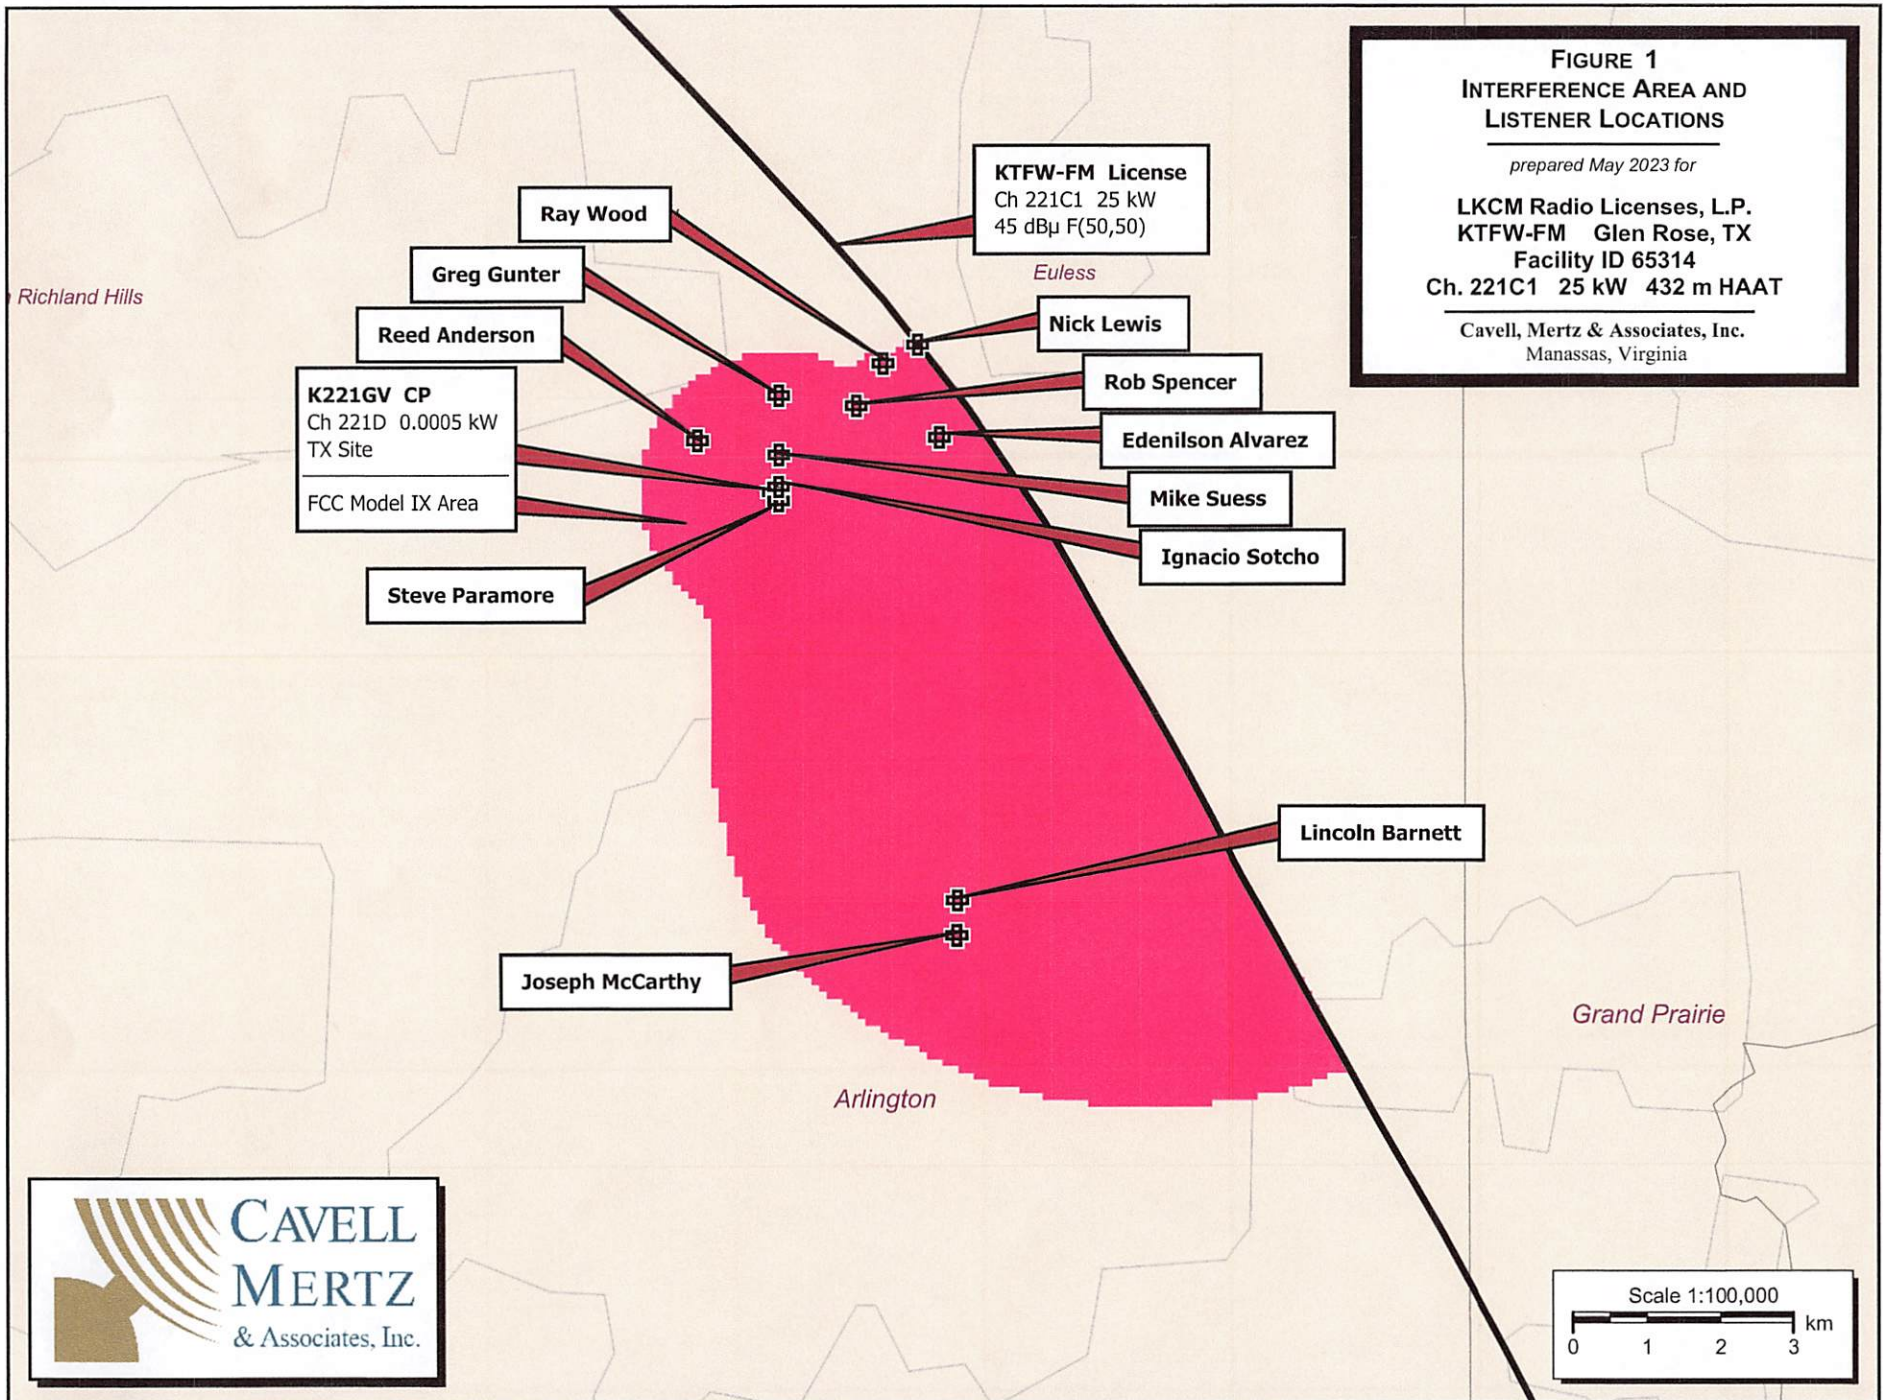 FIGURE 1
INTERFERENCE AREA AND
LISTENER LOCATIONS
prepared May 2023 for
LKCM Radio Licenses, L.P.
KTFW-FM Glen Rose, TX
Facility ID 65314
Ch. 221C1 25 kW 432 m HAAT
Cavell, Mertz & Associates, Inc.
Manassas, Virginia
KTFW-FM License
Ch 221C1 25 kW
45 dBµ F(50,50)
Ray Wood
Greg Gunter
Euless
Richland Hills
Nick Lewis
Reed Anderson
Rob Spencer
K221GV CP
Ch 221D 0.0005 kW
TX Site
FCC Model IX Area
Edenilson Alvarez
Mike Suess
Ignacio Sotcho
Steve Paramore
Lincoln Barnett
Joseph McCarthy
Grand Prairie
Arlington
CAVELL
MERTZ
& Associates, Inc.
Scale 1:100,000
km
0 1 2 3